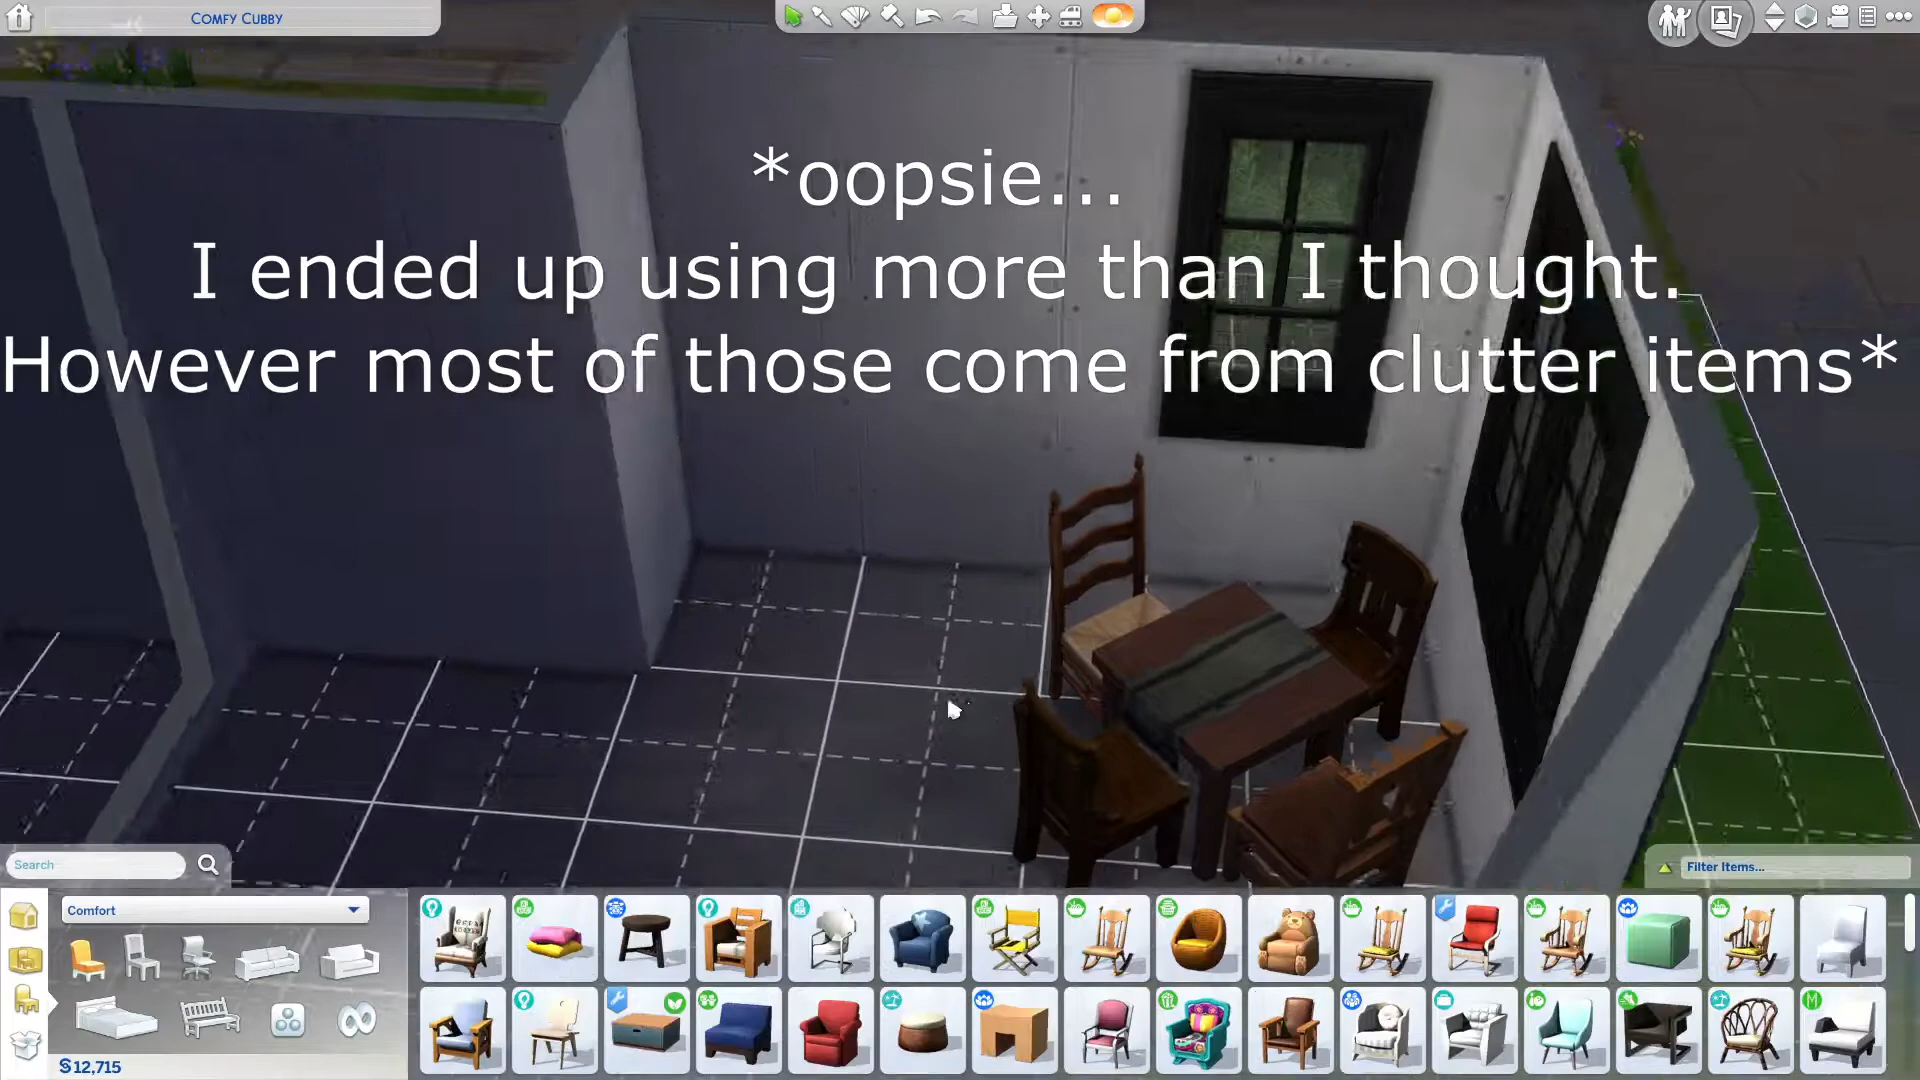 COMFY CUBBY
*oopsie...
I ended up using more than I thought.
However most of those come from clutter items*
Search
Filter Items...
Comfort
§12,715